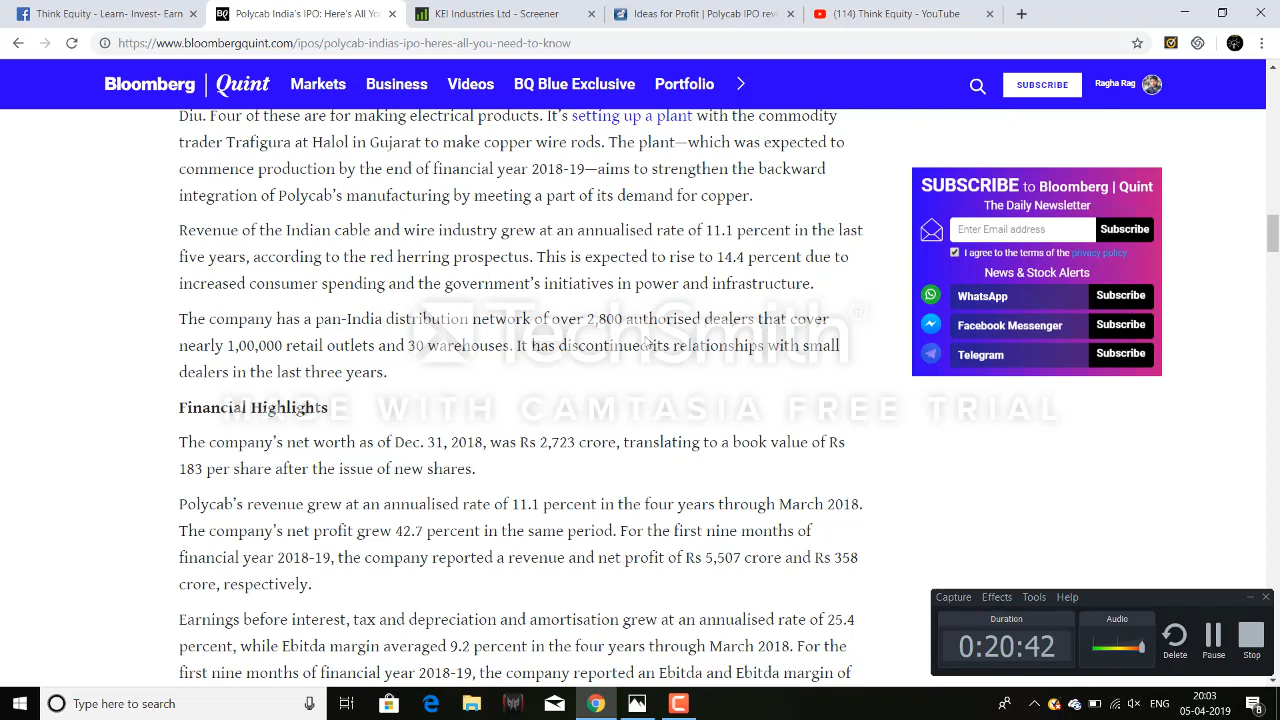 Think Equity - Learn- Invest- Earn
Polycab India's IPO: Here's All Yo
KEI Industries Ltd - Screener
Ideas for Profit | Polycab IPO rev
(114) Think Equity - YouTube
https://www.bloombergquint.com/ipos/polycab-indias-ipo-heres-all-you-need-to-know
Bloomberg | Quint
Markets
Business
Videos
BQ Blue Exclusive
Portfolio
SUBSCRIBE
Ragha Rag
Diu. Four of these are for making electrical products. It's setting up a plant with the commodity
trader Trafigura at Halol in Gujarat to make copper wire rods. The plant—which was expected to
commence production by the end of financial year 2018-19—aims to strengthen the backward
integration of Polycab's manufacturing by meeting a part of its demand for copper.
Revenue of the Indian cable and wire industry grew at an annualised rate of 11.1 percent in the last
five years, according to the red herring prospectus. This is expected to rise to 14.4 percent due to
increased consumer spending and the government's initiatives in power and infrastructure.
The company has a pan-India distribution network of over 2,800 authorised dealers that cover
nearly 1,00,000 retail outlets and 30 warehouses. It has discontinued its relationships with small
dealers in the last three years.
Financial Highlights
The company's net worth as of Dec. 31, 2018, was Rs 2,723 crore, translating to a book value of Rs
183 per share after the issue of new shares.
Polycab's revenue grew at an annualised rate of 11.1 percent in the four years through March 2018.
The company's net profit grew 42.7 percent in the same period. For the first nine months of
financial year 2018-19, the company reported a revenue and net profit of Rs 5,507 crore and Rs 358
crore, respectively.
Earnings before interest, tax and depreciation and amortisation grew at an annualised rate of 25.4
percent, while Ebitda margin averaged 9.2 percent in the four years through March 2018. For the
first nine months of financial year 2018-19, the company reported an Ebitda and Ebitda margin of
SUBSCRIBE to Bloomberg | Quint
The Daily Newsletter
Enter Email address
Subscribe
I agree to the terms of the privacy policy
News & Stock Alerts
WhatsApp
Subscribe
Facebook Messenger
Subscribe
Telegram
Subscribe
TechSmith®
MADE WITH CAMTASIA FREE TRIAL
Capture Effects Tools Help
Duration
0:20:42
Audio
Delete
Pause
Stop
Type here to search
ENG
20:03
05-04-2019
8